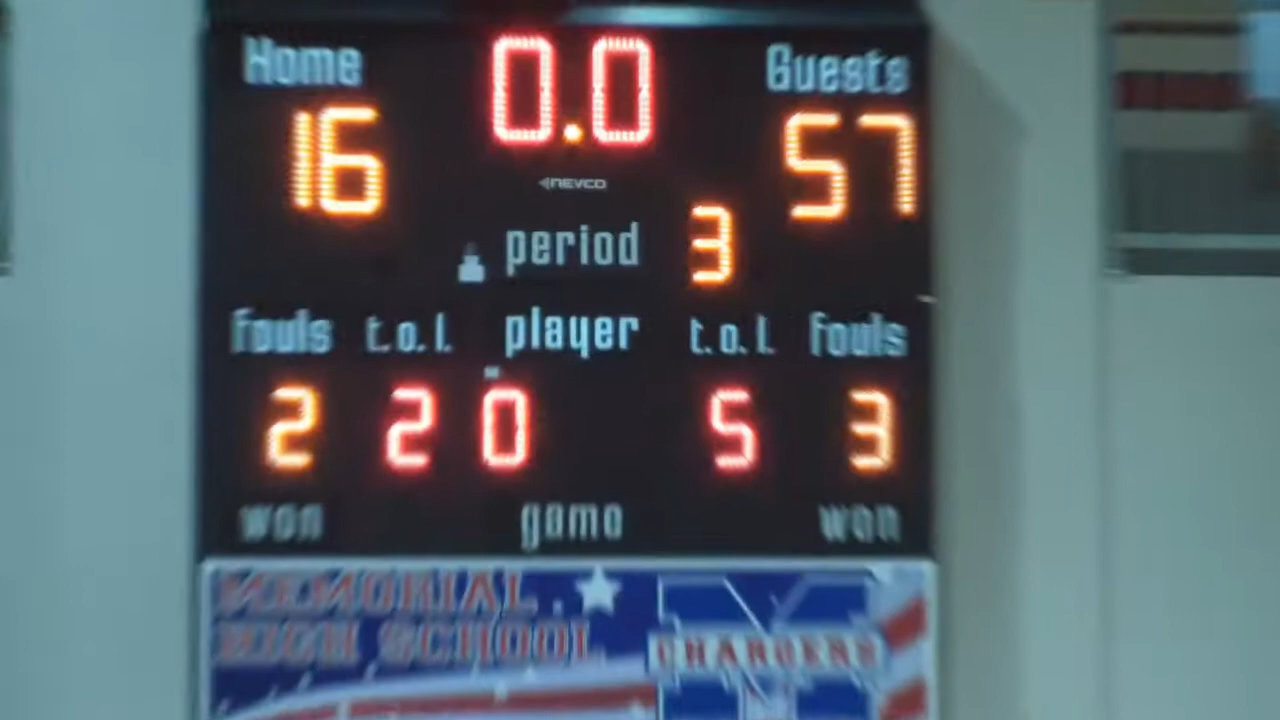 Home 0.0 Guests
16 57
NEVCO
period 3
fouls t.o.l. player t.o.l. fouls
2 2 0 5 3
won game won
MEMORIAL
HIGH SCHOOL
CHARGERS